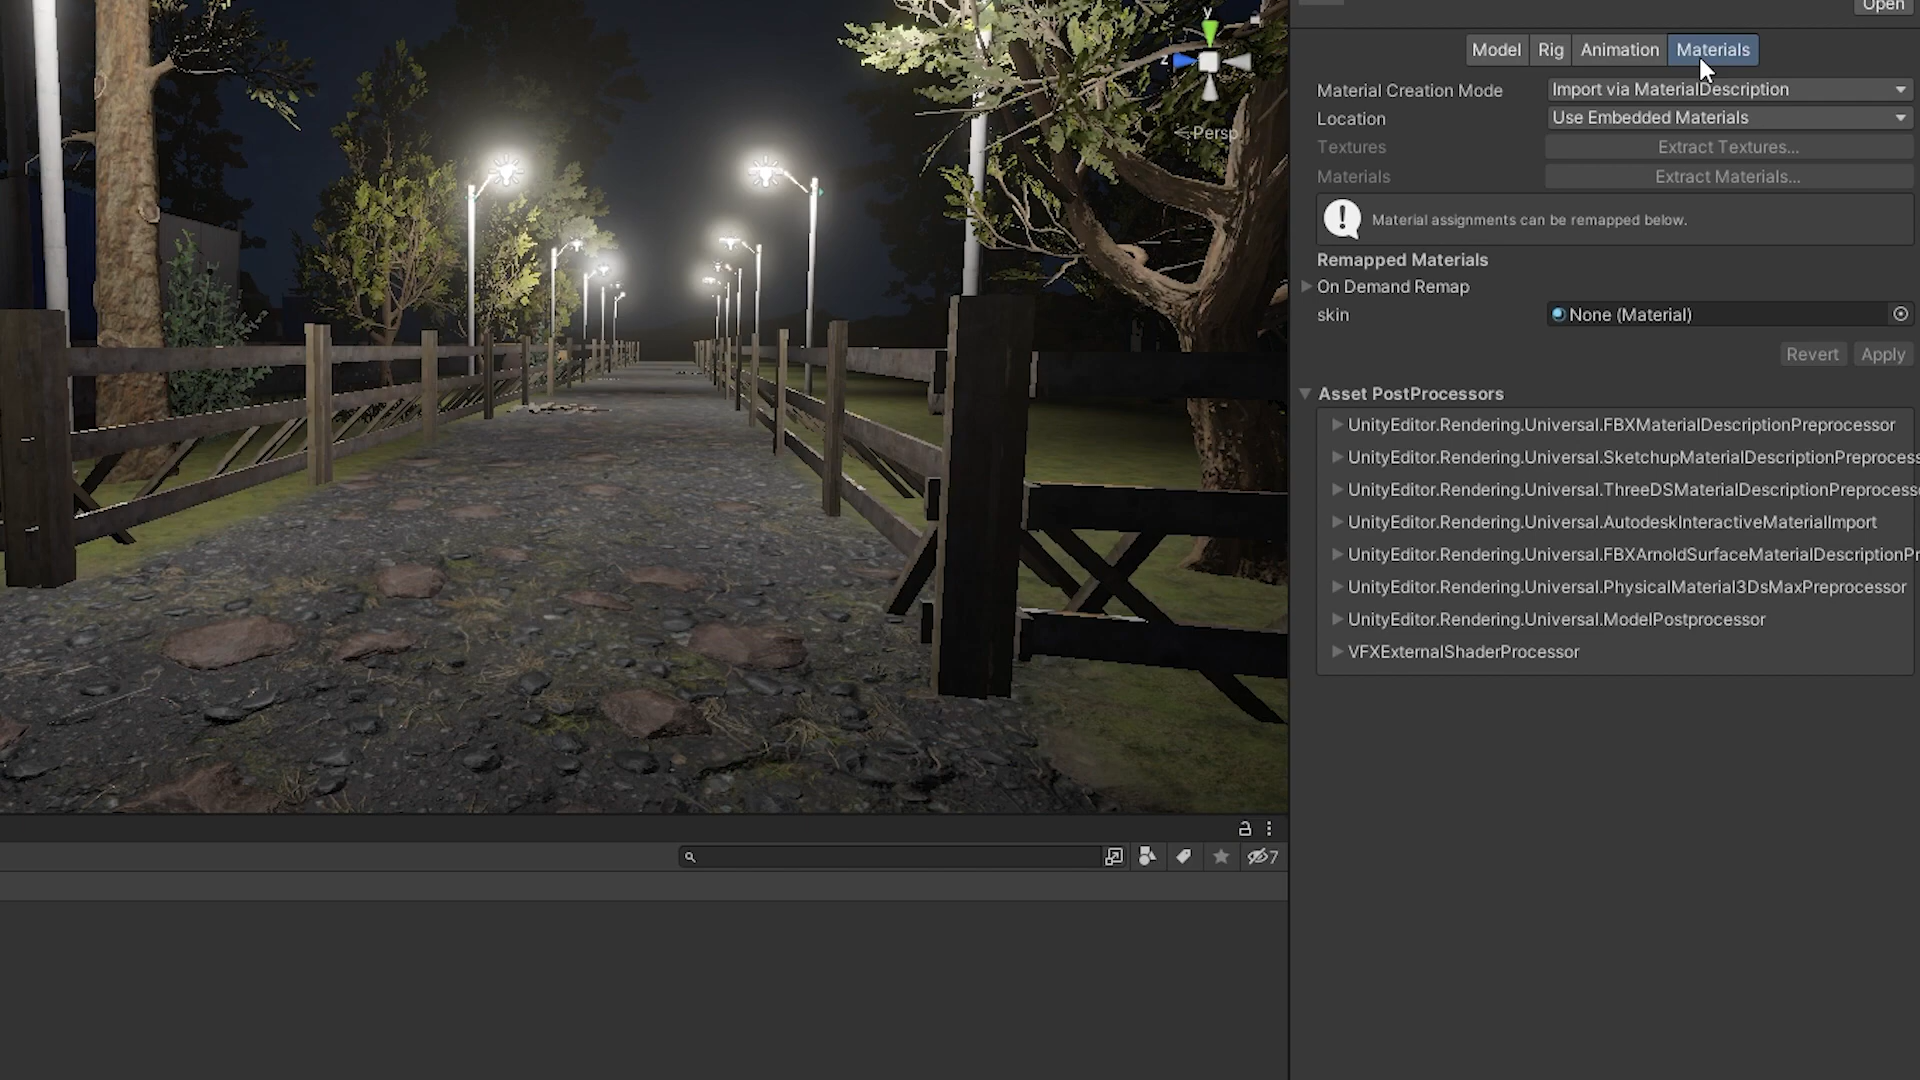 Open
Model Rig Animation Materials
Material Creation Mode Import via MaterialDescription
Location Use Embedded Materials
Textures Extract Textures...
Materials Extract Materials...
Material assignments can be remapped below.
Remapped Materials
On Demand Remap
skin None (Material)
Revert Apply
Asset PostProcessors
UnityEditor.Rendering.Universal.FBXMaterialDescriptionPreprocessor
UnityEditor.Rendering.Universal.SketchupMaterialDescriptionPreprocess
UnityEditor.Rendering.Universal.ThreeDSMaterialDescriptionPreprocess
UnityEditor.Rendering.Universal.AutodeskInteractiveMaterialImport
UnityEditor.Rendering.Universal.FBXArnoldSurfaceMaterialDescriptionPr
UnityEditor.Rendering.Universal.PhysicalMaterial3DsMaxPreprocessor
UnityEditor.Rendering.Universal.ModelPostprocessor
VFXExternalShaderProcessor
y
z
Persp
7